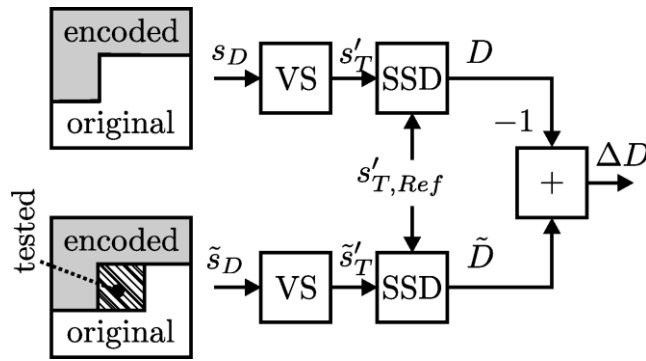 encoded
original
s_D
VS
s'_T
SSD
D
−1
s'_{T,Ref}
+
ΔD
tested
encoded
original
s̃_D
VS
s̃'_T
SSD
D̃